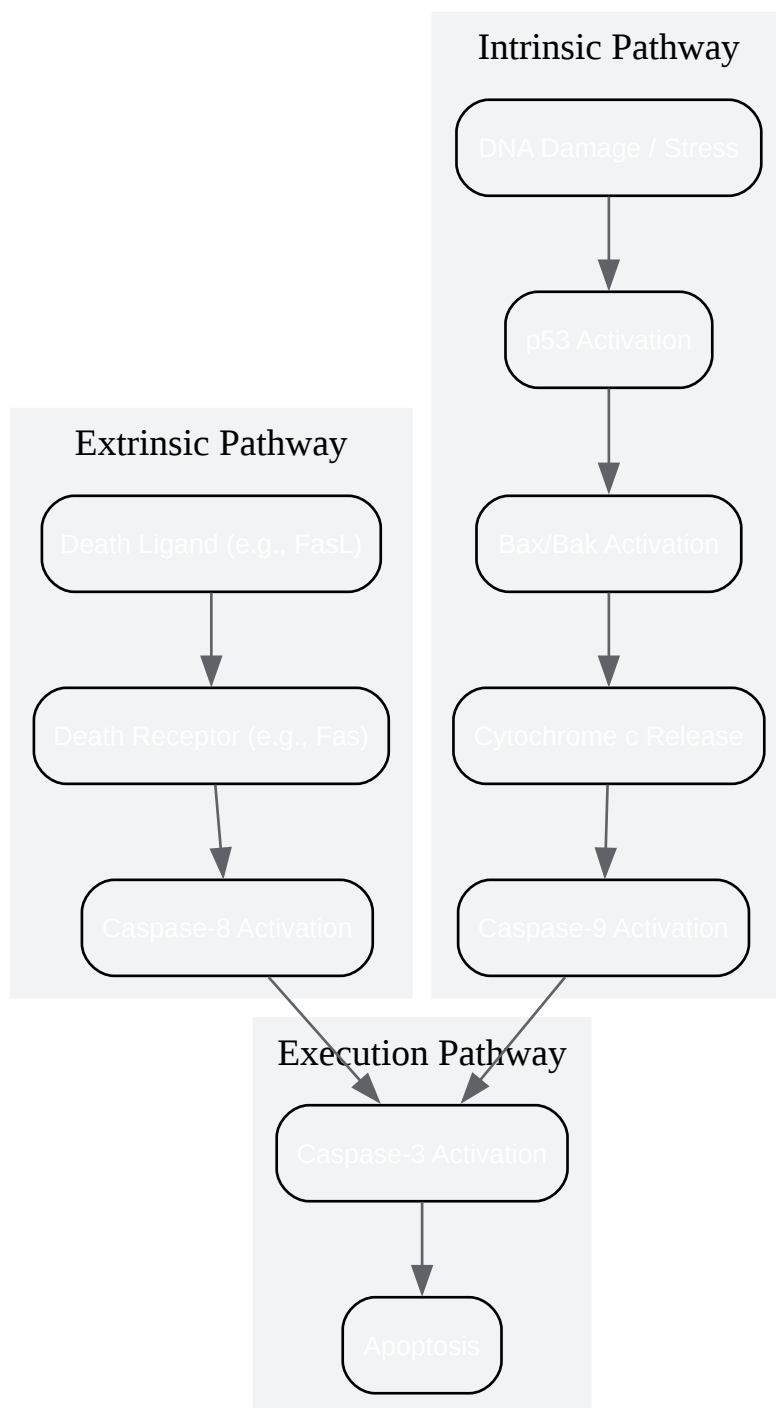 Intrinsic Pathway
DNA Damage / Stress
p53 Activation
Extrinsic Pathway
Death Ligand (e.g., FasL)
Bax/Bak Activation
Death Receptor (e.g., Fas)
Cytochrome c Release
Caspase-8 Activation
Caspase-9 Activation
Execution Pathway
Caspase-3 Activation
Apoptosis